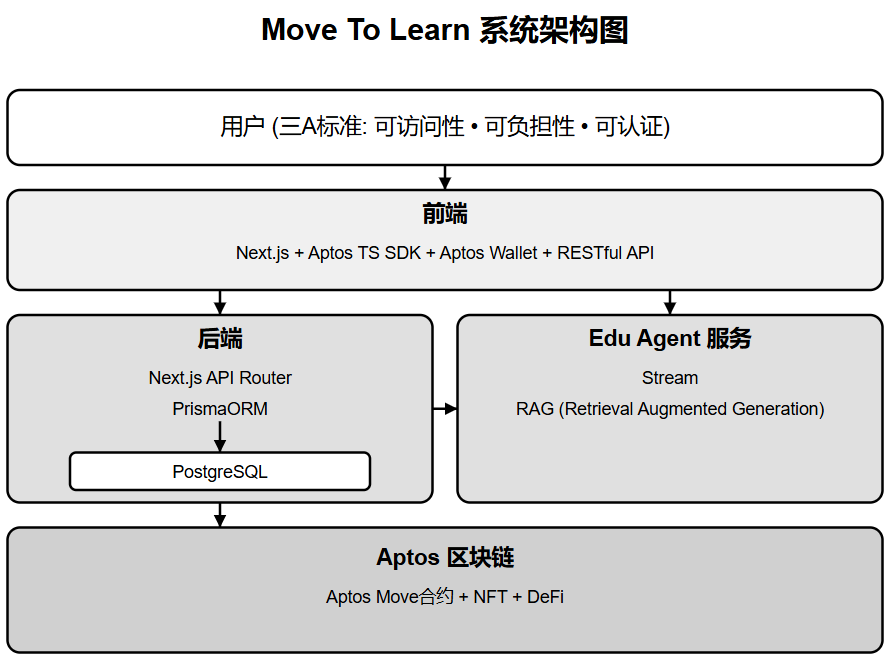 Move To Learn 系统架构图
用户 (三A标准: 可访问性 • 可负担性 • 可认证)
前端
Next.js + Aptos TS SDK + Aptos Wallet + RESTful API
后端
Next.js API Router
PrismaORM
PostgreSQL
Edu Agent 服务
Stream
RAG (Retrieval Augmented Generation)
Aptos 区块链
Aptos Move合约 + NFT + DeFi